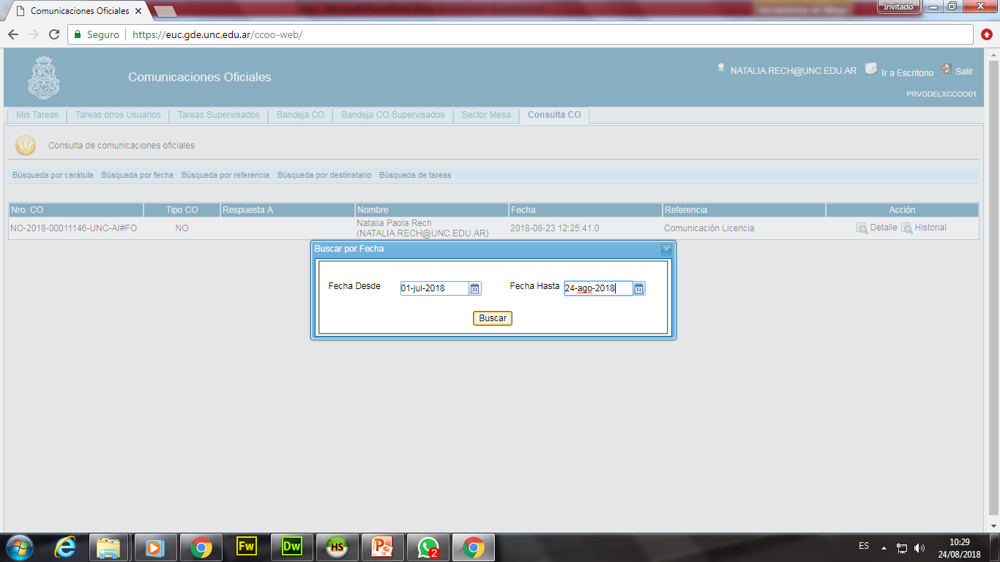 Comunicaciones Oficiales
Invitado
Seguro
https://euc.gde.unc.edu.ar/ccoo-web/
Comunicaciones Oficiales
NATALIA.RECH@UNC.EDU.AR Ir a Escritorio Salir
PRVGDELXCCOO01
Mis Tareas Tareas otros Usuarios Tareas Supervisados Bandeja CO Bandeja CO Supervisados Sector Mesa Consulta CO
Consulta de comunicaciones oficiales
Búsqueda por carátula Búsqueda por fecha Búsqueda por referencia Búsqueda por destinatario Búsqueda de tareas
Nro. CO Tipo CO Respuesta A Nombre Fecha Referencia Acción
NO-2018-00011146-UNC-AI#FO NO Natalia Paola Rech 2018-08-23 12:25:41.0 Comunicación Licencia Detalle Historial
(NATALIA.RECH@UNC.EDU.AR)
Buscar por Fecha
Fecha Desde 01-jul-2018 31 Fecha Hasta 24-ago-2018 31
Buscar
Fw Dw HS P 2
ES 10:29
24/08/2018